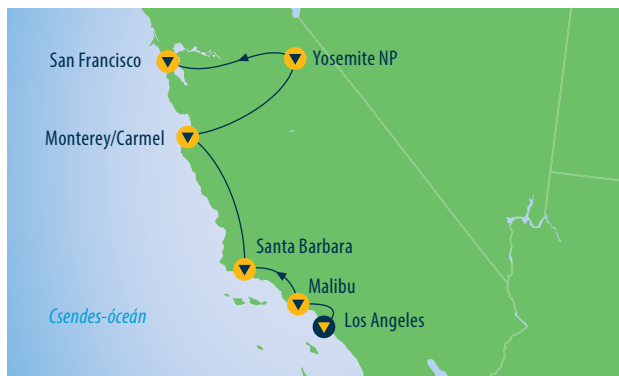 San Francisco
Yosemite NP
Monterey/Carmel
Santa Barbara
Malibu
Los Angeles
Csendes-óceán